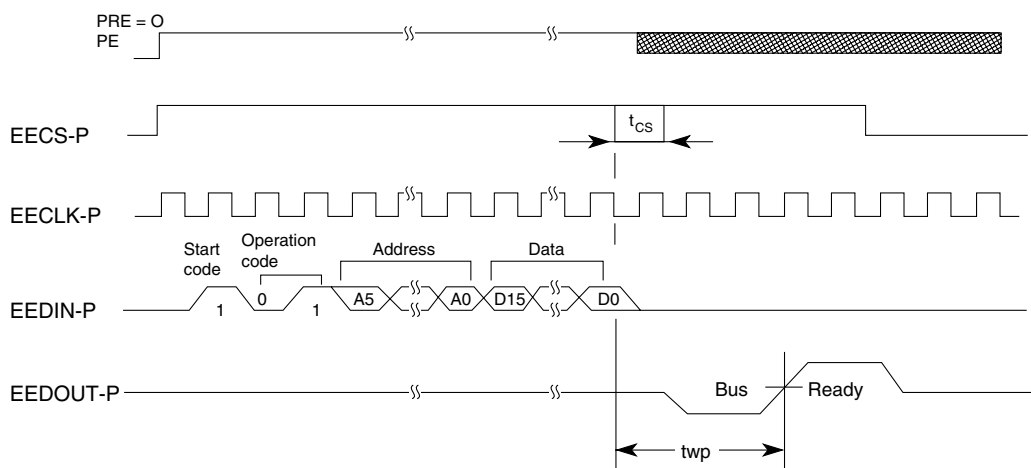 PRE = O
PE
EECS-P
tCS
EECLK-P
Start
code
Operation
code
Address
Data
EEDIN-P
1
0
1
A5
A0
D15
D0
EEDOUT-P
Bus
Ready
twp